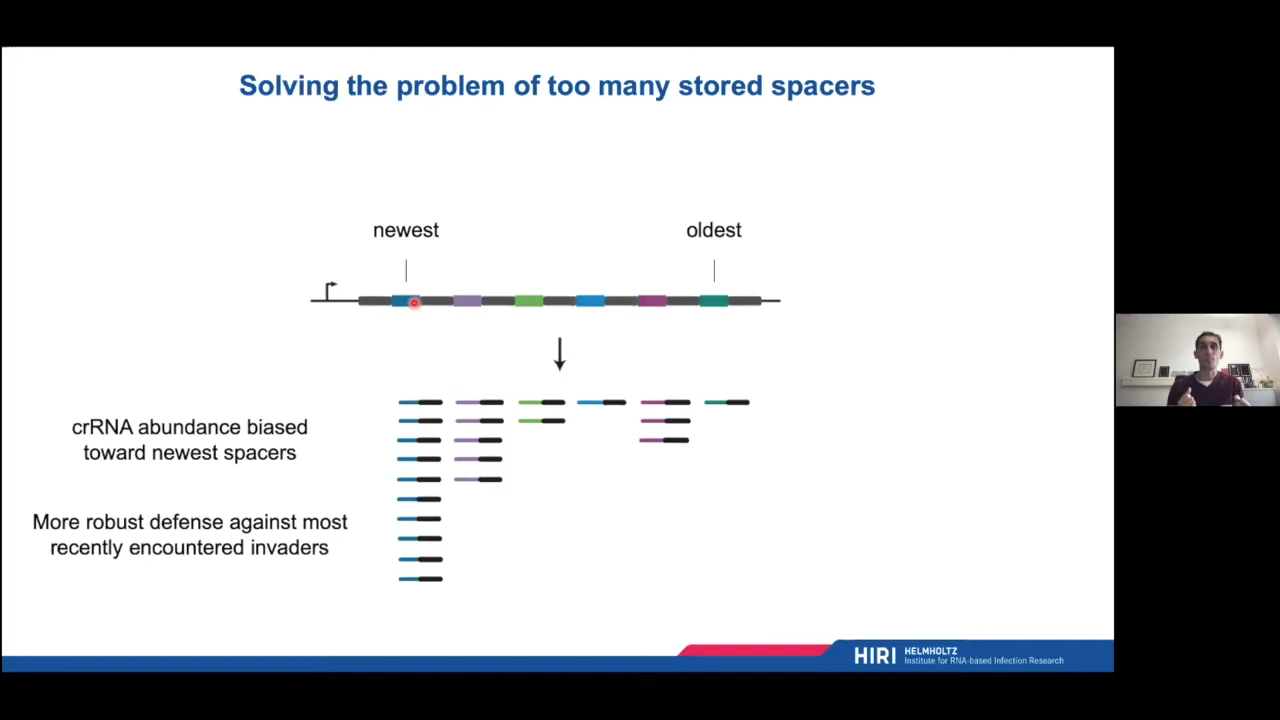 Solving the problem of too many stored spacers
newest
oldest
crRNA abundance biased
toward newest spacers
More robust defense against most
recently encountered invaders
HIRI
HELMHOLTZ
Institute for RNA-based Infection Research